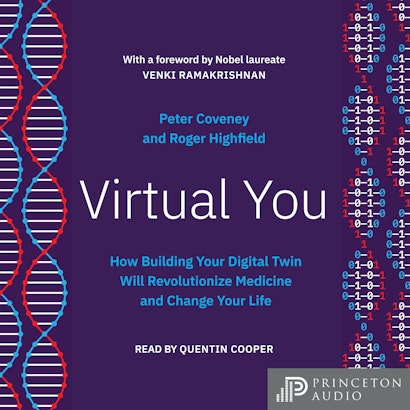 With a foreword by Nobel laureate
VENKI RAMAKRISHNAN
Peter Coveney
and Roger Highfield
Virtual You
How Building Your Digital Twin
Will Revolutionize Medicine
and Change Your Life
READ BY QUENTIN COOPER
PRINCETON
AUDIO